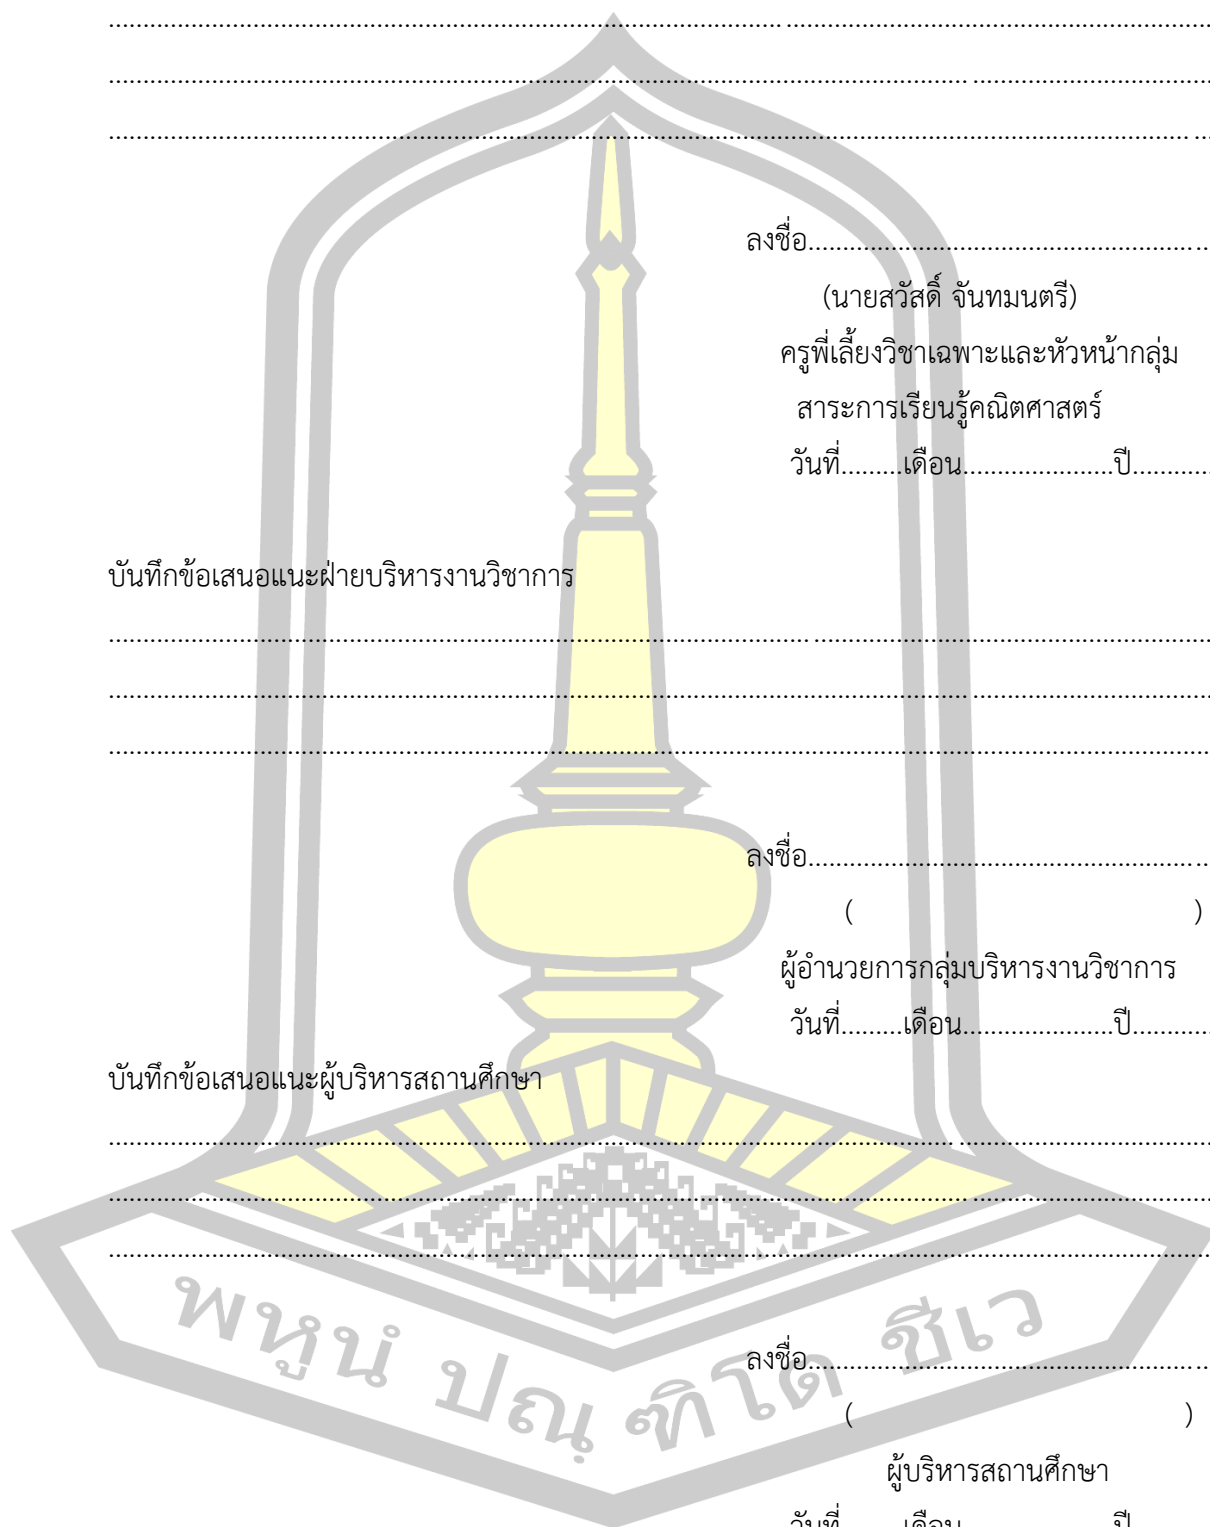 ........................................................................................................................................................
........................................................................................................................................................
........................................................................................................................................................
ลงชื่อ..........................................................
(นายสวัสดิ์ จันทมนตรี)
ครูพี่เลี้ยงวิชาเฉพาะและหัวหน้ากลุ่ม
สาระการเรียนรู้คณิตศาสตร์
วันที่.........เดือน......................ปี............
บันทึกข้อเสนอแนะฝ่ายบริหารงานวิชาการ
........................................................................................................................................................
........................................................................................................................................................
........................................................................................................................................................
ลงชื่อ..........................................................
( )
ผู้อำนวยการกลุ่มบริหารงานวิชาการ
วันที่.........เดือน......................ปี............
บันทึกข้อเสนอแนะผู้บริหารสถานศึกษา
........................................................................................................................................................
........................................................................................................................................................
........................................................................................................................................................
ลงชื่อ..........................................................
( )
ผู้บริหารสถานศึกษา
วันที่.........เดือน......................ปี............
พหูนํ ปณฺฑิโต ชีเว